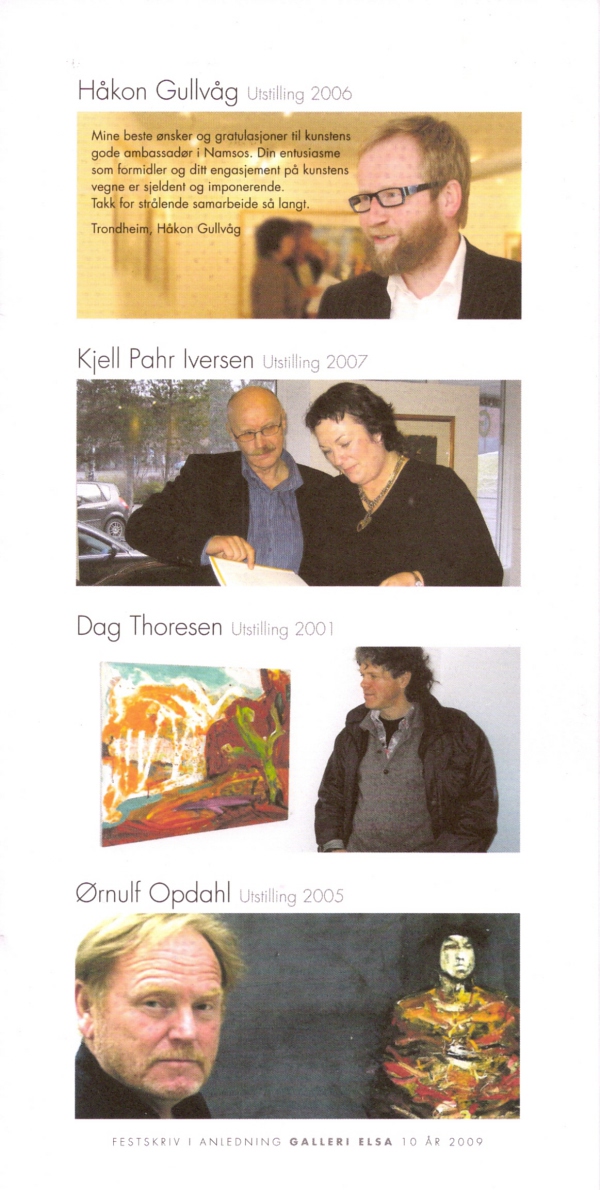 Håkon Gullvåg Utstilling 2006
Mine beste ønsker og gratulasjoner til kunstens
gode ambassadør i Namsos. Din entusiasme
som formidler og ditt engasjement på kunstens
vegne er sjeldent og imponerende.
Takk for strålende samarbeide så langt.
Trondheim, Håkon Gullvåg
Kjell Pahr Iversen Utstilling 2007
Dag Thoresen Utstilling 2001
Ørnulf Opdahl Utstilling 2005
FESTSKRIV I ANLEDNING GALLERI ELSA 10 ÅR 2009